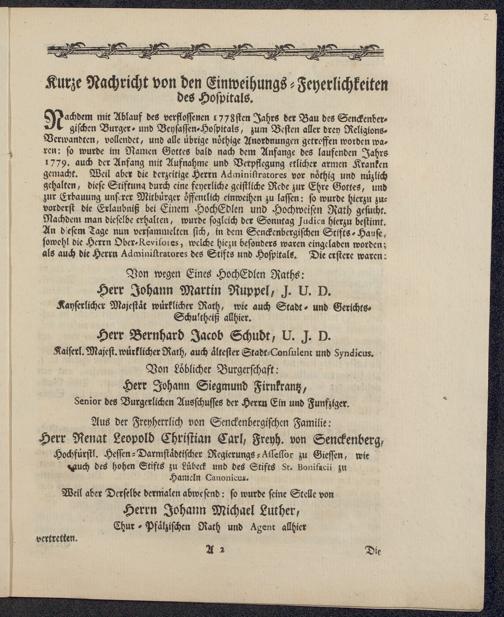 2
Kurze Nachricht von den Einweihungs-Feyerlichkeiten
des Hospitals.
Nachdem mit Ablauf des verflossenen 1778sten Jahrs der Bau des Senckenber-
gischen Burger- und Beysassen-Hospitals, zum Besten aller drey Religions-
Verwandten, vollendet, und alle übrige nöthige Anordnungen getroffen worden wa-
ren: so wurde im Namen Gottes bald nach dem Anfange des laufenden Jahrs
1779. auch der Anfang mit Aufnahme und Verpflegung etlicher armen Kranken
gemacht. Weil aber die derzeitige Herrn Administratores vor nöthig und nüzlich
gehalten, diese Stiftung durch eine feyerliche geistliche Rede zur Ehre Gottes, und
zur Erbauung unserer Mitbürger öffentlich einweihen zu lassen: so wurde hierzu zu-
vorderst die Erlaubniß bei Einem HochEdlen und Hochweisen Rath gesucht.
Nachdem man dieselbe erhalten, wurde sogleich der Sonntag Judica hierzu bestimt.
An diesem Tage nun versammelten sich, in dem Senckenbergischen Stifts-Hause,
sowohl die Herrn Ober-Revisores, welche hiezu besonders waren eingeladen worden;
als auch die Herrn Administratores des Stifts und Hospitals. Die erstere waren:
Von wegen Eines HochEdlen Raths:
Herr Johann Martin Ruppel, J. U. D.
Kayserlicher Majestät würklicher Rath, wie auch Stadt- und Gerichts-
Schultheiß allhier.
Herr Bernhard Jacob Schudt, U. J. D.
Kaiserl. Majest. würklicher Rath, auch ältester Stadt-Consulent und Syndicus.
Von Löblicher Burgerschaft:
Herr Johann Siegmund Firnkrantz,
Senior des Burgerlichen Ausschusses der Herrn Ein und Funfziger.
Aus der Freyherrlich von Senckenbergischen Familie:
Herr Renat Leopold Christian Carl, Freyh. von Senckenberg,
Hochfürstl. Hessen-Darmstädtischer Regierungs-Assessor zu Giessen, wie
auch des hohen Stifts zu Lübeck und des Stifts St. Bonifacii zu
Hameln Canonicus.
Weil aber Derselbe dermalen abwesend: so wurde seine Stelle von
Herrn Johann Michael Luther,
Chur-Pfälzischen Rath und Agent allhier
vertretten.
A 2 Die